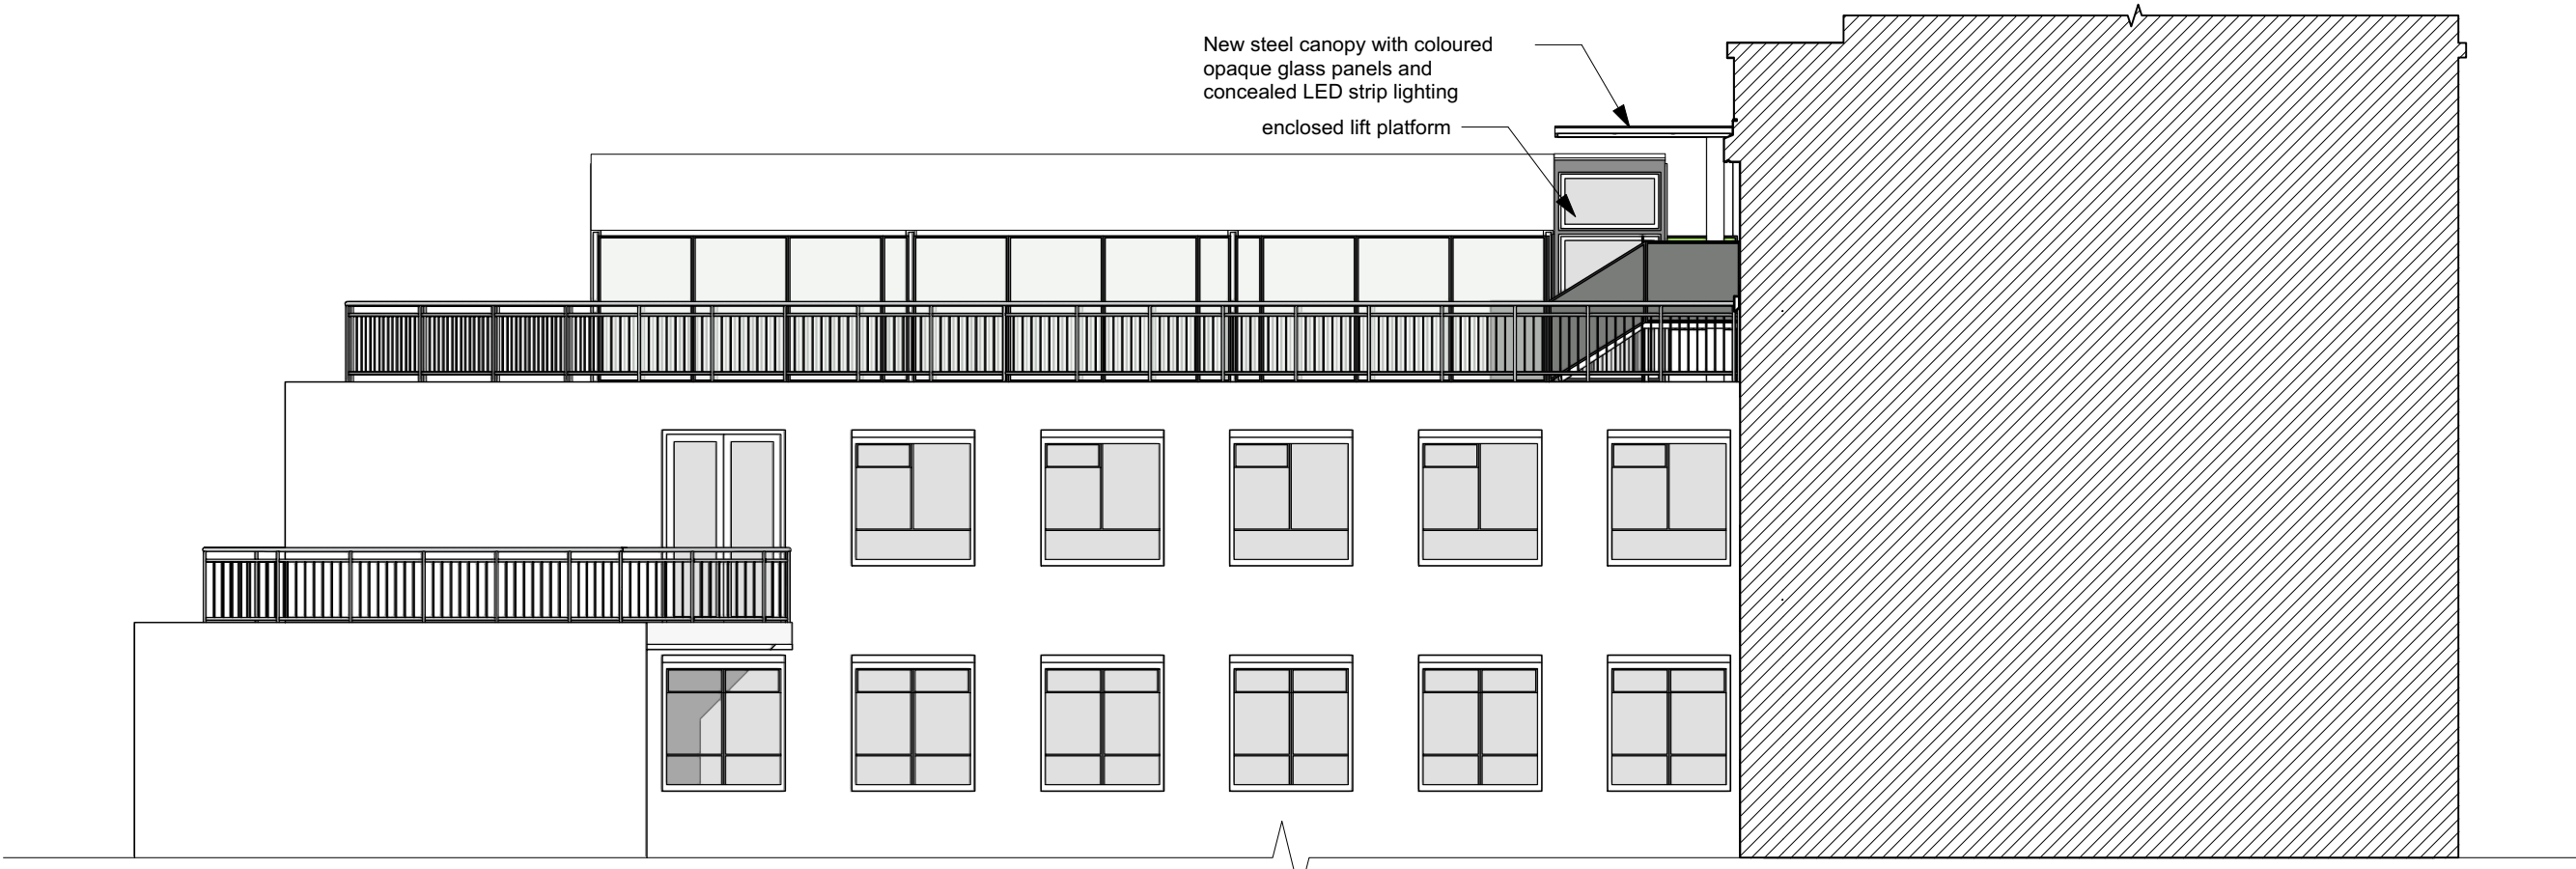 New steel canopy with coloured
opaque glass panels and
concealed LED strip lighting
enclosed lift platform